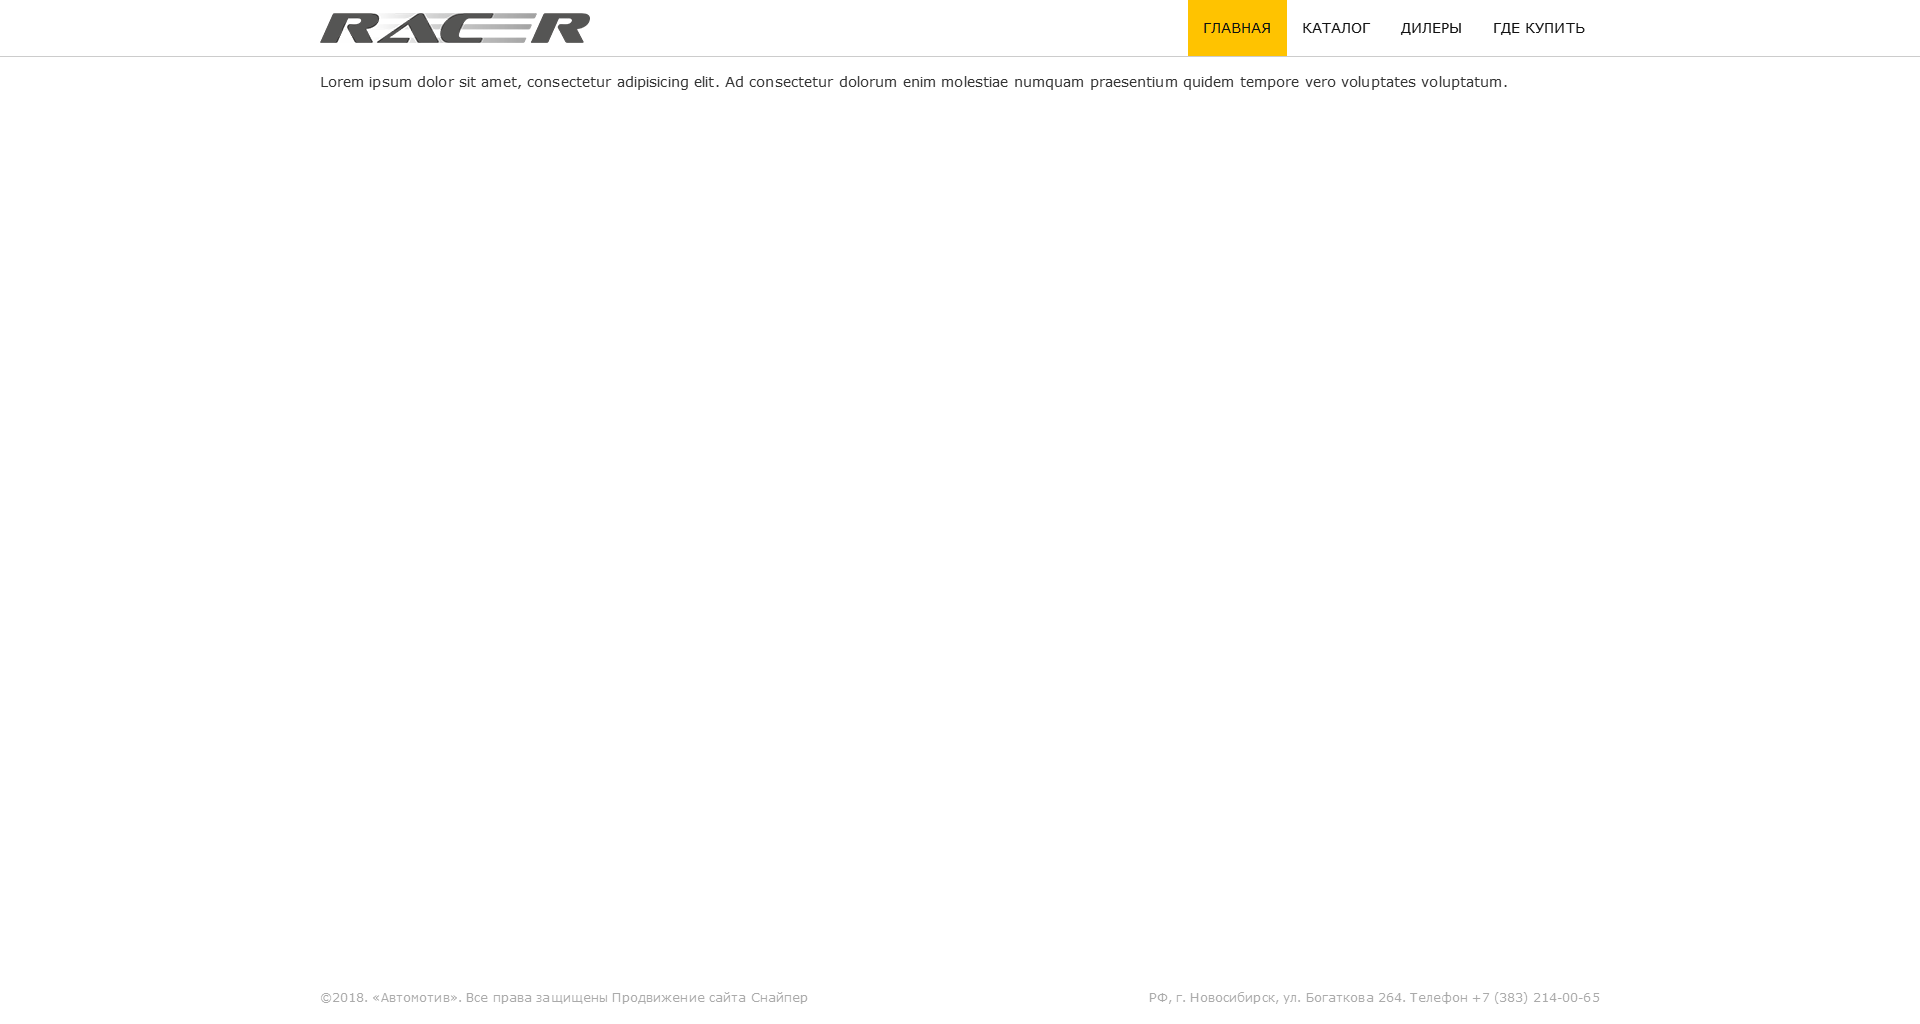 RACER
ГЛАВНАЯ КАТАЛОГ ДИЛЕРЫ ГДЕ КУПИТЬ
Lorem ipsum dolor sit amet, consectetur adipisicing elit. Ad consectetur dolorum enim molestiae numquam praesentium quidem tempore vero voluptates voluptatum.
©2018. «Автомотив». Все права защищены Продвижение сайта Снайпер
РФ, г. Новосибирск, ул. Богаткова 264. Телефон +7 (383) 214-00-65